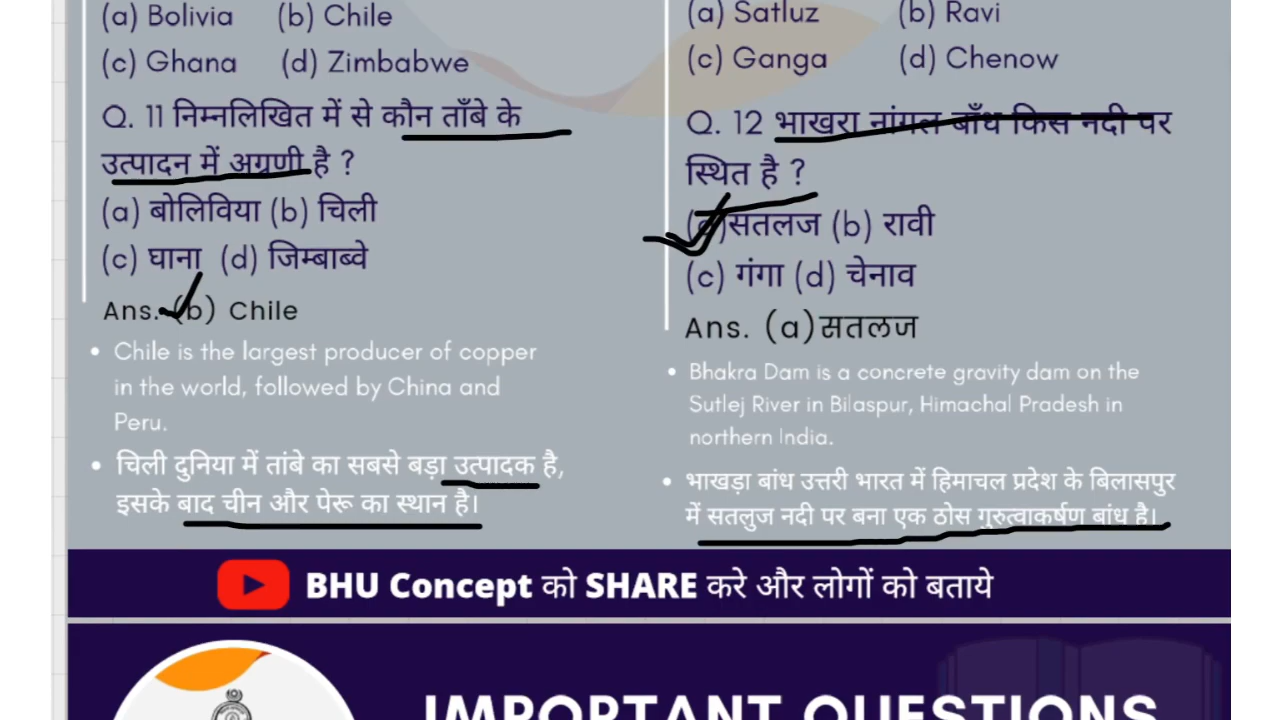 (a) Bolivia (b) Chile
(c) Ghana (d) Zimbabwe
Q. 11 निम्नलिखित में से कौन ताँबे के
उत्पादन में अग्रणी है ?
(a) बोलिविया (b) चिली
(c) घाना (d) जिम्बाब्वे
Ans. (b) Chile
• Chile is the largest producer of copper
in the world, followed by China and
Peru.
• चिली दुनिया में तांबे का सबसे बड़ा उत्पादक है,
इसके बाद चीन और पेरू का स्थान है।
(a) Satluz (b) Ravi
(c) Ganga (d) Chenow
Q. 12 भाखरा नांगल बाँध किस नदी पर
स्थित है ?
(a)सतलज (b) रावी
(c) गंगा (d) चेनाव
Ans. (a)सतलज
• Bhakra Dam is a concrete gravity dam on the
Sutlej River in Bilaspur, Himachal Pradesh in
northern India.
• भाखड़ा बांध उत्तरी भारत में हिमाचल प्रदेश के बिलासपुर
में सतलुज नदी पर बना एक ठोस गुरुत्वाकर्षण बांध है।
BHU Concept को SHARE करे और लोगों को बताये
IMPORTANT QUESTIONS